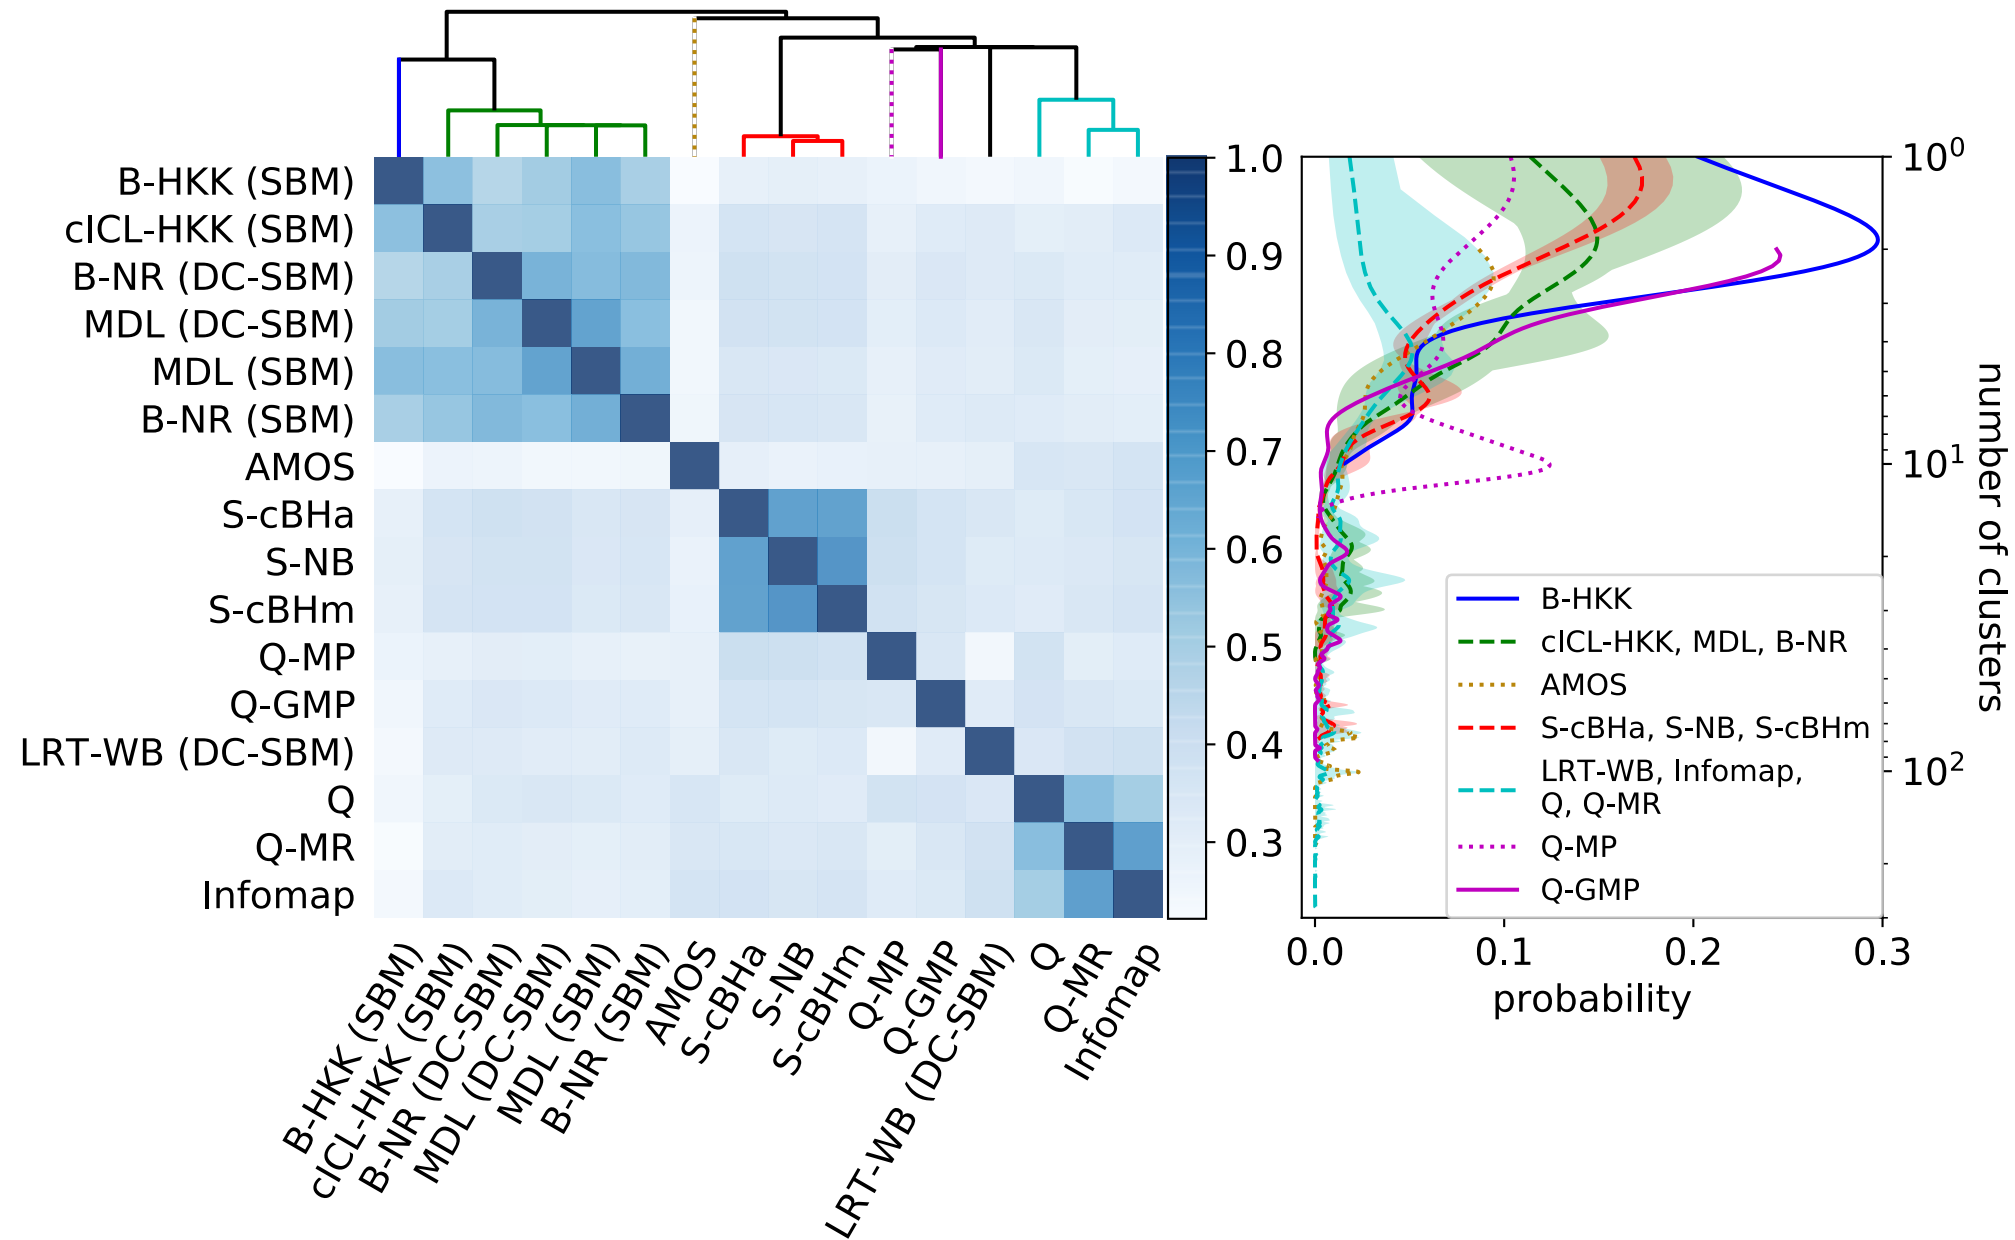 B-HKK (SBM)
cICL-HKK (SBM)
B-NR (DC-SBM)
MDL (DC-SBM)
MDL (SBM)
B-NR (SBM)
AMOS
S-cBHa
S-NB
S-cBHm
Q-MP
Q-GMP
LRT-WB (DC-SBM)
Q
Q-MR
Infomap
B-HKK (SBM)
cICL-HKK (SBM)
B-NR (DC-SBM)
MDL (DC-SBM)
MDL (SBM)
B-NR (SBM)
AMOS
S-cBHa
S-NB
S-cBHm
Q-MP
Q-GMP
LRT-WB (DC-SBM)
Q
Q-MR
Infomap
1.0
0.9
0.8
0.7
0.6
0.5
0.4
0.3
B-HKK
cICL-HKK, MDL, B-NR
AMOS
S-cBHa, S-NB, S-cBHm
LRT-WB, Infomap,
Q, Q-MR
Q-MP
Q-GMP
0.0 0.1 0.2 0.3
probability
10⁰
10¹
10²
number of clusters